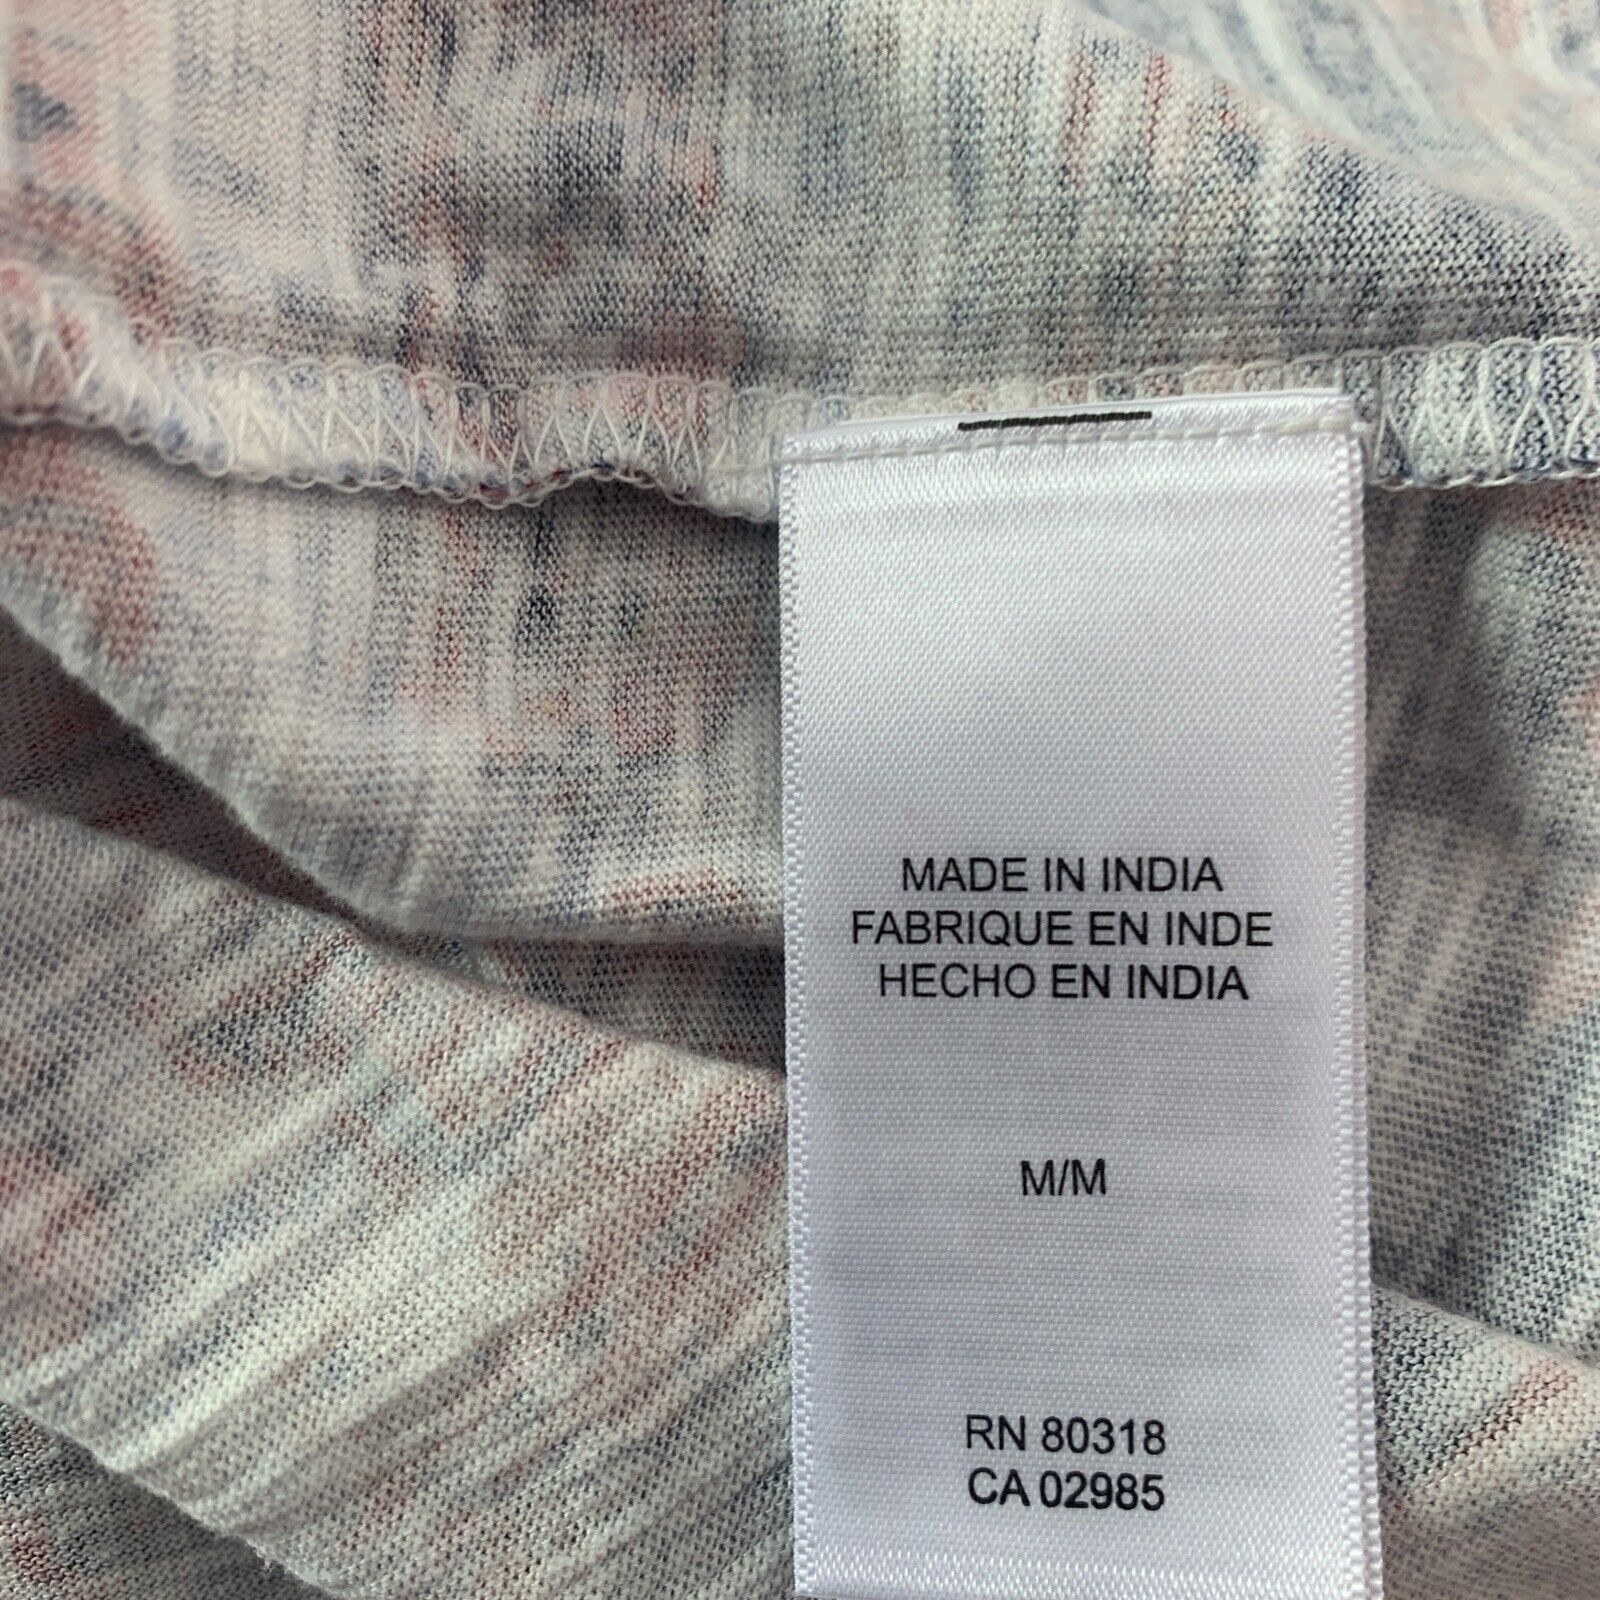 MADE IN INDIA
FABRIQUE EN INDE
HECHO EN INDIA
M/M
RN 80318
CA 02985